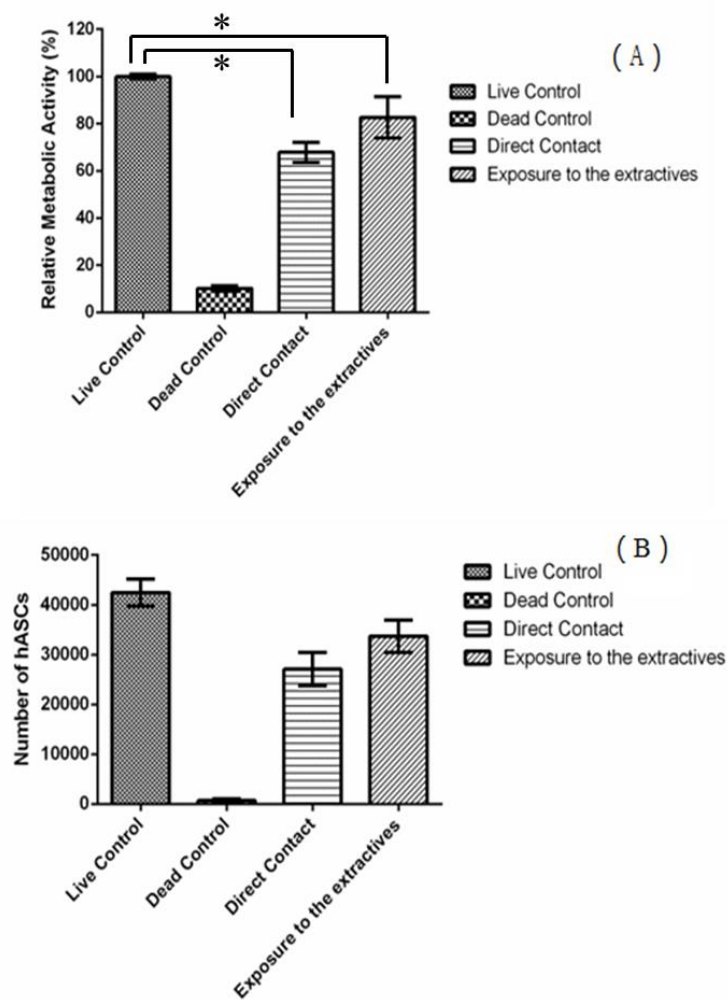 *
*
(A)
Relative Metabolic Activity (%)
120
100
80
60
40
20
0
Live Control
Dead Control
Direct Contact
Exposure to the extractives
Live Control
Dead Control
Direct Contact
Exposure to the extractives
(B)
Number of hASCs
50000
40000
30000
20000
10000
0
Live Control
Dead Control
Direct Contact
Exposure to the extractives
Live Control
Dead Control
Direct Contact
Exposure to the extractives